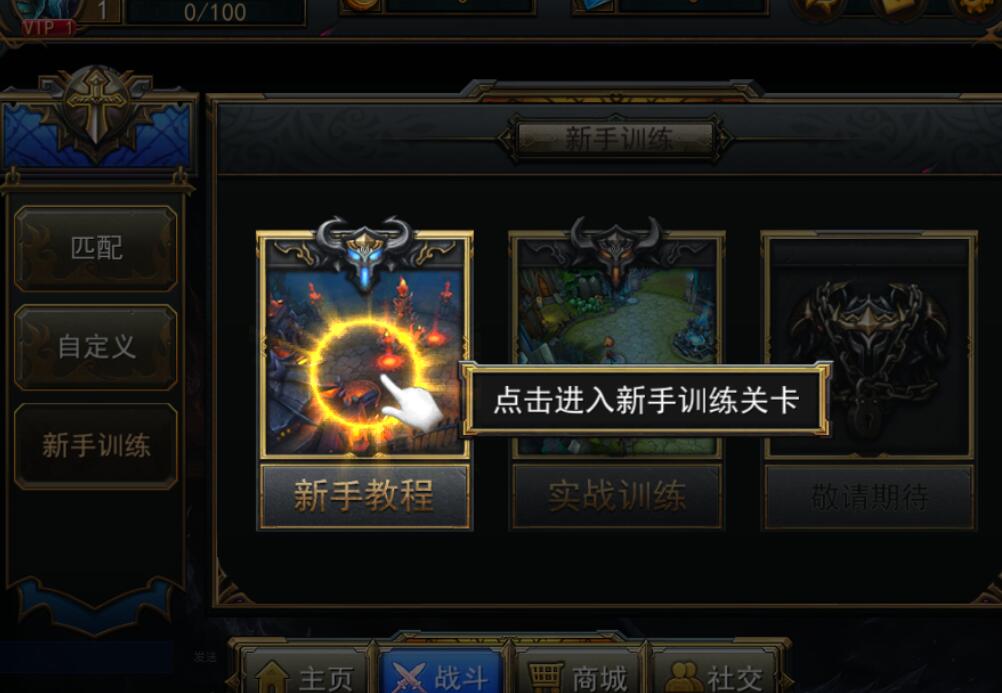 VIP 1
1
0/100
新手训练
匹配
自定义
新手训练
点击进入新手训练关卡
新手教程
实战训练
敬请期待
发送
主页
战斗
商城
社交